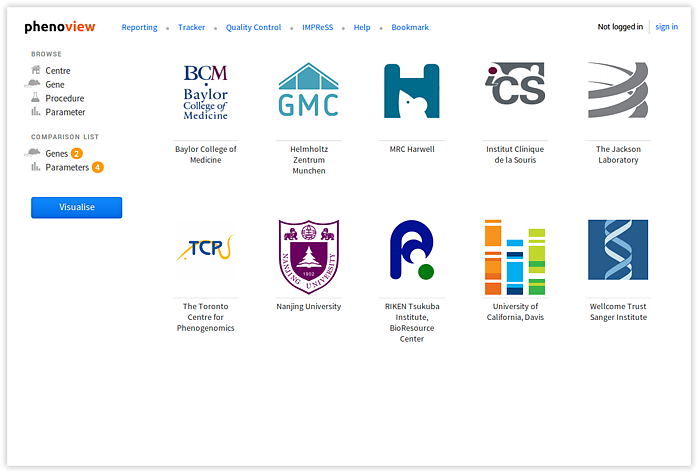 phenoview
Reporting • Tracker • Quality Control • IMPReSS • Help • Bookmark
Not logged in
sign in
BROWSE
Centre
Gene
Procedure
Parameter
COMPARISON LIST
Genes 2
Parameters 4
Visualise
BCM
Baylor
College of
Medicine
GMC
iCS
Baylor College of
Medicine
Helmholtz
Zentrum
Munchen
MRC Harwell
Institut Clinique
de la Souris
The Jackson
Laboratory
TCP
NANJING UNIVERSITY
1902
The Toronto
Centre for
Phenogenomics
Nanjing University
RIKEN Tsukuba
Institute,
BioResource
Center
University of
California, Davis
Wellcome Trust
Sanger Institute